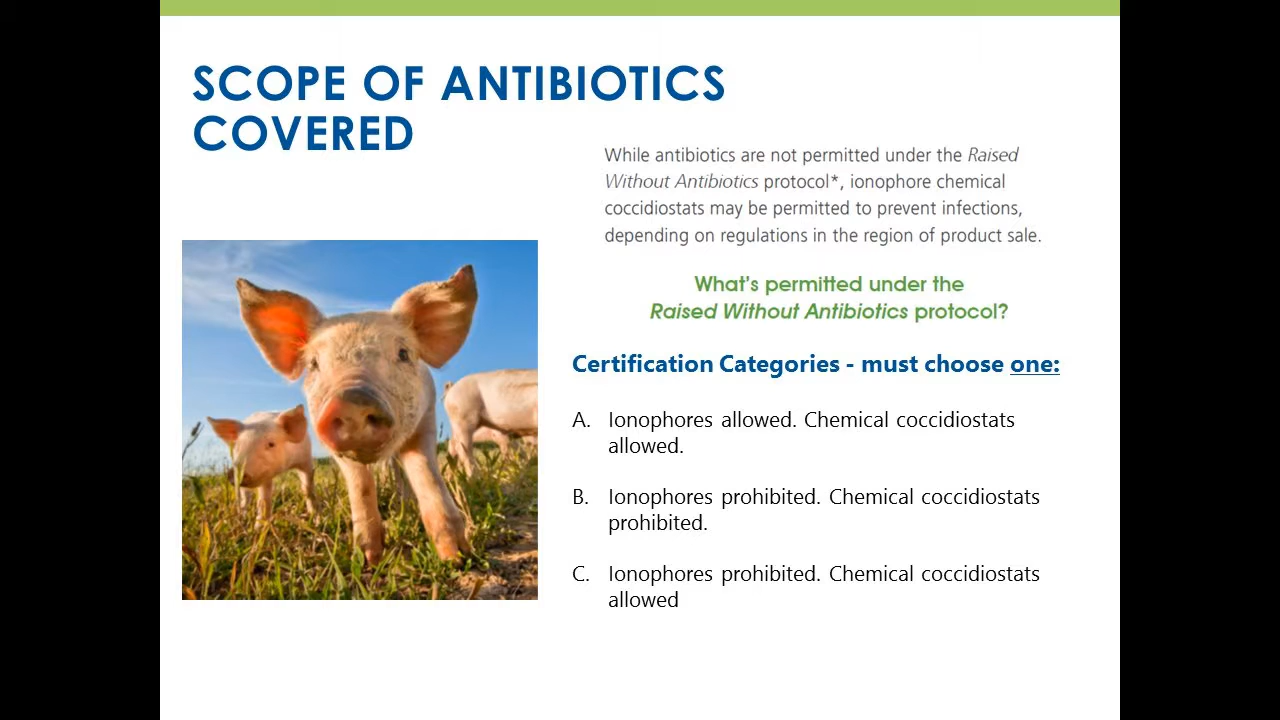 SCOPE OF ANTIBIOTICS
COVERED
While antibiotics are not permitted under the Raised
Without Antibiotics protocol*, ionophore chemical
coccidiostats may be permitted to prevent infections,
depending on regulations in the region of product sale.
What's permitted under the
Raised Without Antibiotics protocol?
Certification Categories - must choose one:
A. Ionophores allowed. Chemical coccidiostats
allowed.
B. Ionophores prohibited. Chemical coccidiostats
prohibited.
C. Ionophores prohibited. Chemical coccidiostats
allowed